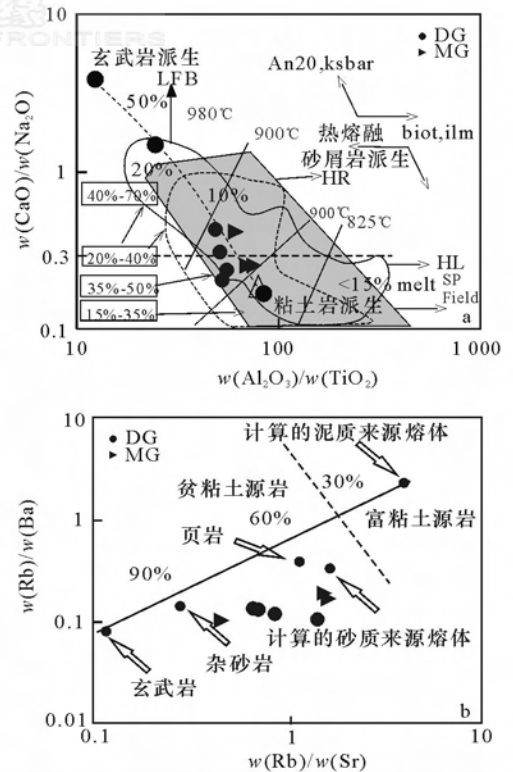 FRONTIERS
10
玄武岩派生
LFB
50%
980℃
An20,ksbar
DG
MG
900℃
热熔融
biot,ilm
砂屑岩派生
1
20%
HR
40%-70%
10%
900℃
825℃
0.3
20%-40%
HL
35%-50%
<15% melt
SP
Field
15%-35%
A
粘土岩派生
a
0.1
10
100
1 000
w(CaO)/w(Na₂O)
w(Al₂O₃)/w(TiO₂)
10
DG
MG
计算的泥质来源熔体
贫粘土源岩
30%
1
页岩
60%
富粘土源岩
90%
0.1
计算的砂质来源熔体
杂砂岩
玄武岩
b
0.01
0.1
1
10
w(Rb)/w(Ba)
w(Rb)/w(Sr)